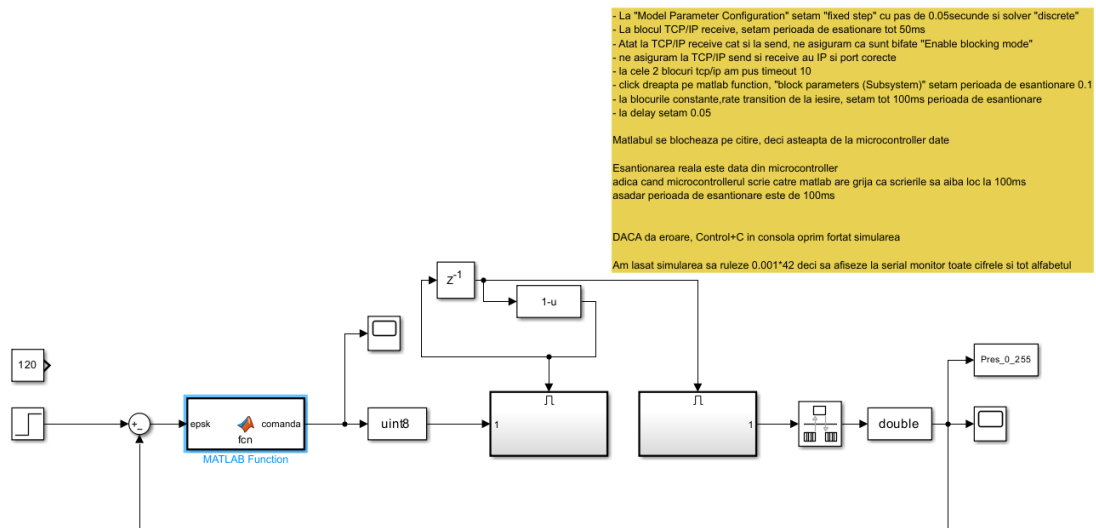 - La "Model Parameter Configuration" setam "fixed step" cu pas de 0.05secunde si solver "discrete"
- La blocul TCP/IP receive, setam perioada de esationare tot 50ms
- Atat la TCP/IP receive cat si la send, ne asiguram ca sunt bifate "Enable blocking mode"
- ne asiguram la TCP/IP send si receive au IP si port corecte
- la cele 2 blocuri tcp/ip am pus timeout 10
- click dreapta pe matlab function, "block parameters (Subsystem)" setam perioada de esantionare 0.1
- la blocurile constante,rate transition de la iesire, setam tot 100ms perioada de esantionare
- la delay setam 0.05
Matlabul se blocheaza pe citire, deci asteapta de la microcontroller date
Esantionarea reala este data din microcontroller
adica cand microcontrollerul scrie catre matlab are grija ca scrierile sa aiba loc la 100ms
asadar perioada de esantionare este de 100ms
DACA da eroare, Control+C in consola oprim fortat simularea
Am lasat simularea sa ruleze 0.001*42 deci sa afiseze la serial monitor toate cifrele si tot alfabetul
Z-1
1-u
120
Pres_0_255
+
-
epsk
fcn
comanda
MATLAB Function
uint8
1
1
double